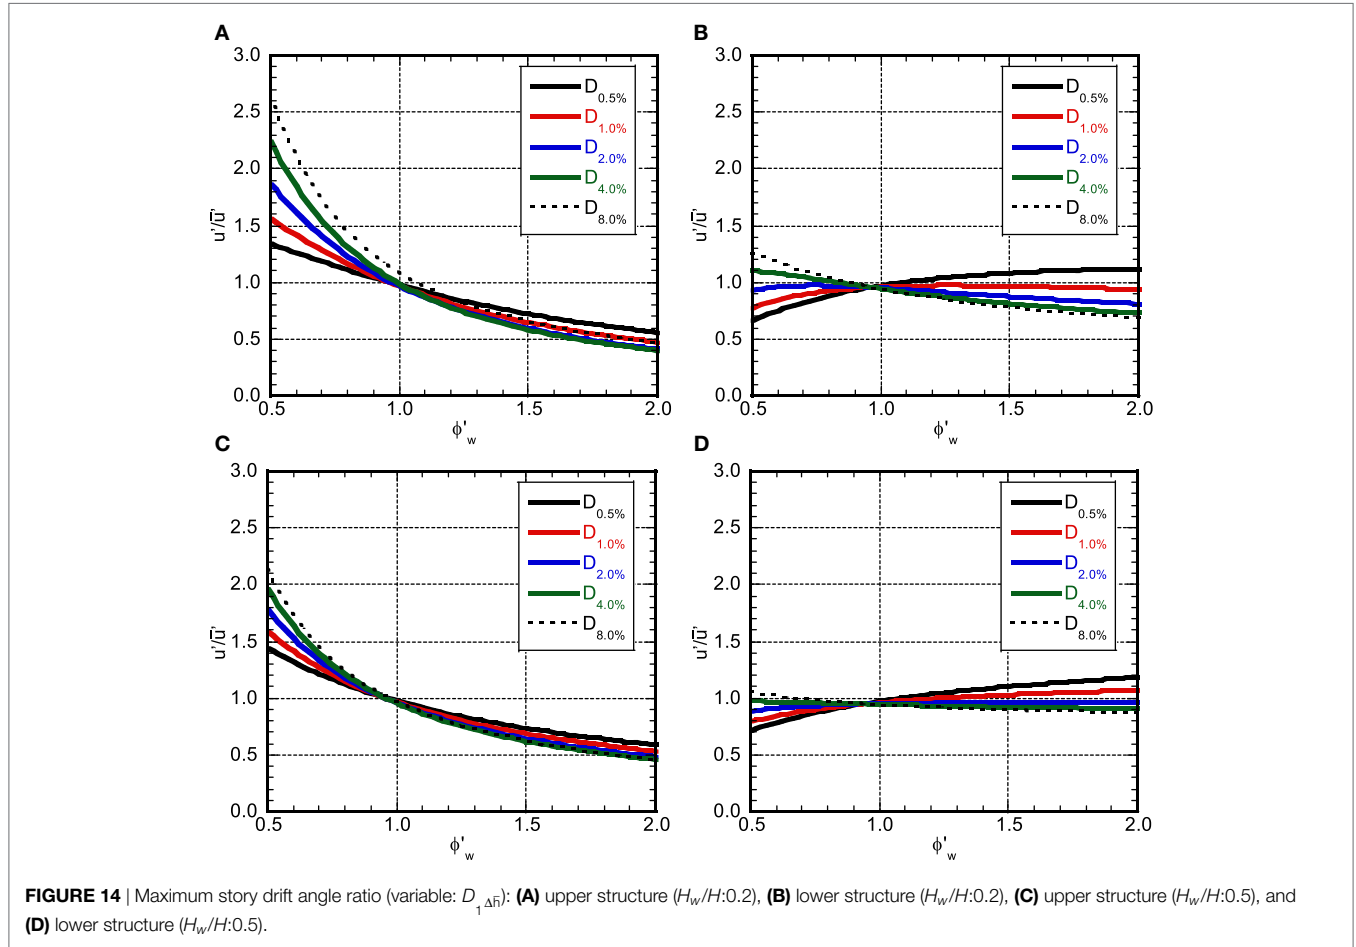 A
3.0
2.5
2.0
1.5
1.0
0.5
0.0
u'/ū'
0.5 1.0 1.5 2.0
ϕ'w
D0.5%
D1.0%
D2.0%
D4.0%
D8.0%
B
3.0
2.5
2.0
1.5
1.0
0.5
0.0
u'/ū'
0.5 1.0 1.5 2.0
ϕ'w
D0.5%
D1.0%
D2.0%
D4.0%
D8.0%
C
3.0
2.5
2.0
1.5
1.0
0.5
0.0
u'/ū'
0.5 1.0 1.5 2.0
ϕ'w
D0.5%
D1.0%
D2.0%
D4.0%
D8.0%
D
3.0
2.5
2.0
1.5
1.0
0.5
0.0
u'/ū'
0.5 1.0 1.5 2.0
ϕ'w
D0.5%
D1.0%
D2.0%
D4.0%
D8.0%
FIGURE 14 | Maximum story drift angle ratio (variable: D1Δh̄): (A) upper structure (Hw/H:0.2), (B) lower structure (Hw/H:0.2), (C) upper structure (Hw/H:0.5), and
(D) lower structure (Hw/H:0.5).